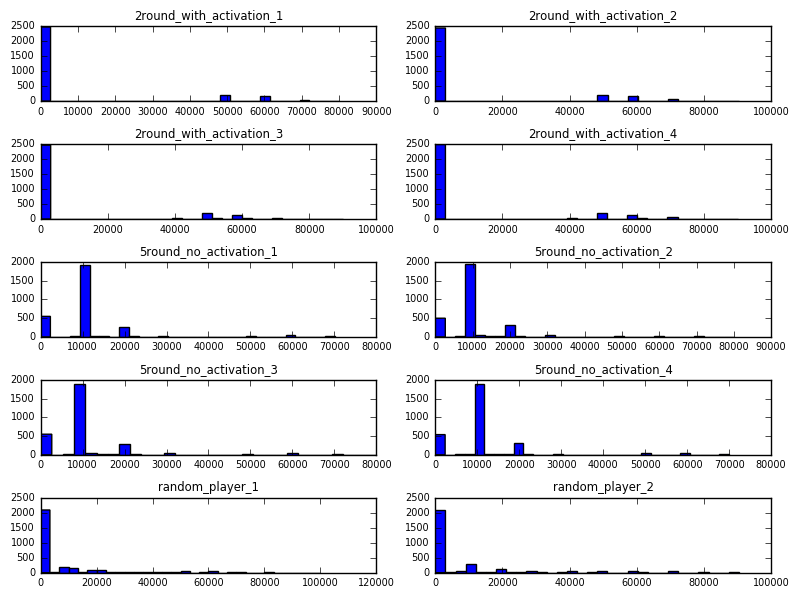 2round_with_activation_1
2500
2000
1500
1000
500
0
0 10000 20000 30000 40000 50000 60000 70000 80000 90000
2round_with_activation_2
2500
2000
1500
1000
500
0
0 20000 40000 60000 80000 100000
2round_with_activation_3
2500
2000
1500
1000
500
0
0 20000 40000 60000 80000 100000
2round_with_activation_4
2500
2000
1500
1000
500
0
0 20000 40000 60000 80000 100000
5round_no_activation_1
2000
1500
1000
500
0
0 10000 20000 30000 40000 50000 60000 70000 80000
5round_no_activation_2
2000
1500
1000
500
0
0 10000 20000 30000 40000 50000 60000 70000 80000 90000
5round_no_activation_3
2000
1500
1000
500
0
0 10000 20000 30000 40000 50000 60000 70000 80000
5round_no_activation_4
2000
1500
1000
500
0
0 10000 20000 30000 40000 50000 60000 70000 80000
random_player_1
2500
2000
1500
1000
500
0
0 20000 40000 60000 80000 100000 120000
random_player_2
2500
2000
1500
1000
500
0
0 20000 40000 60000 80000 100000